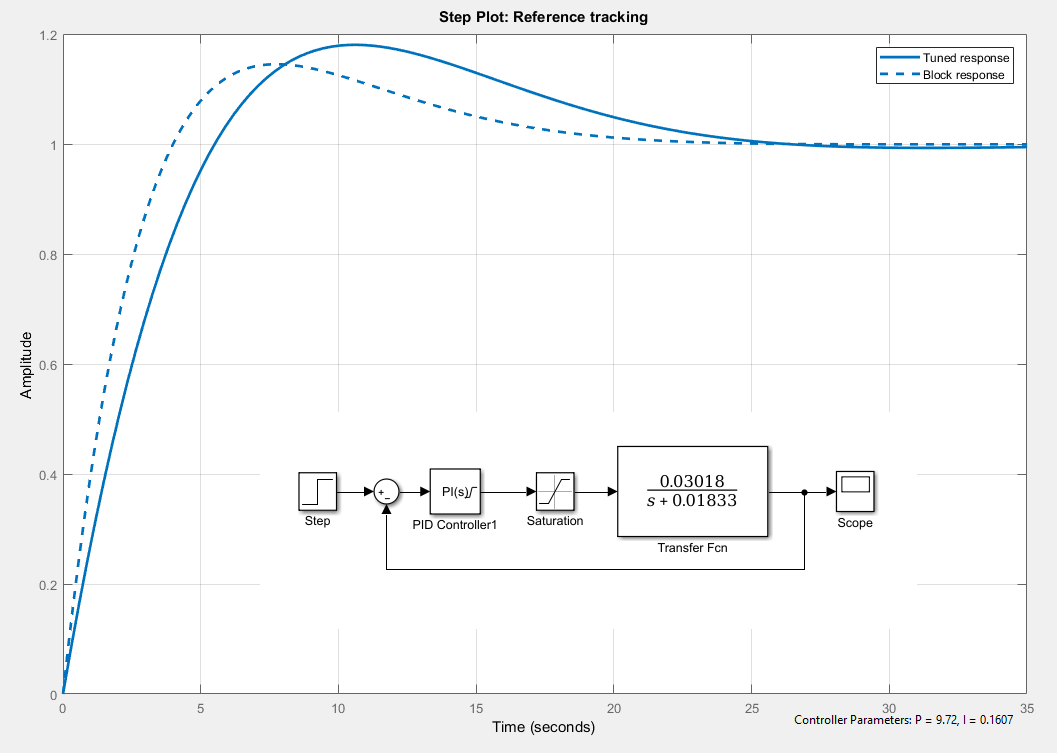 Step Plot: Reference tracking
1.2
Tuned response
Block response
1
0.8
0.6
Amplitude
0.4
0.03018
s + 0.01833
+
−
PI(s)
Step
PID Controller1
Saturation
Transfer Fcn
Scope
0.2
0
0
5
10
15
20
25
30
35
Time (seconds)
Controller Parameters: P = 9.72, I = 0.1607